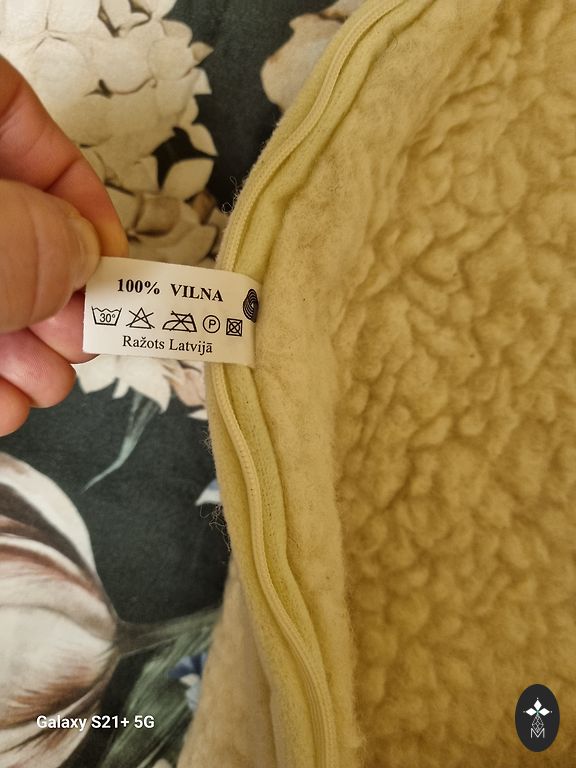 100% VILNA
30°
P
Ražots Latvijā
Galaxy S21+ 5G
M